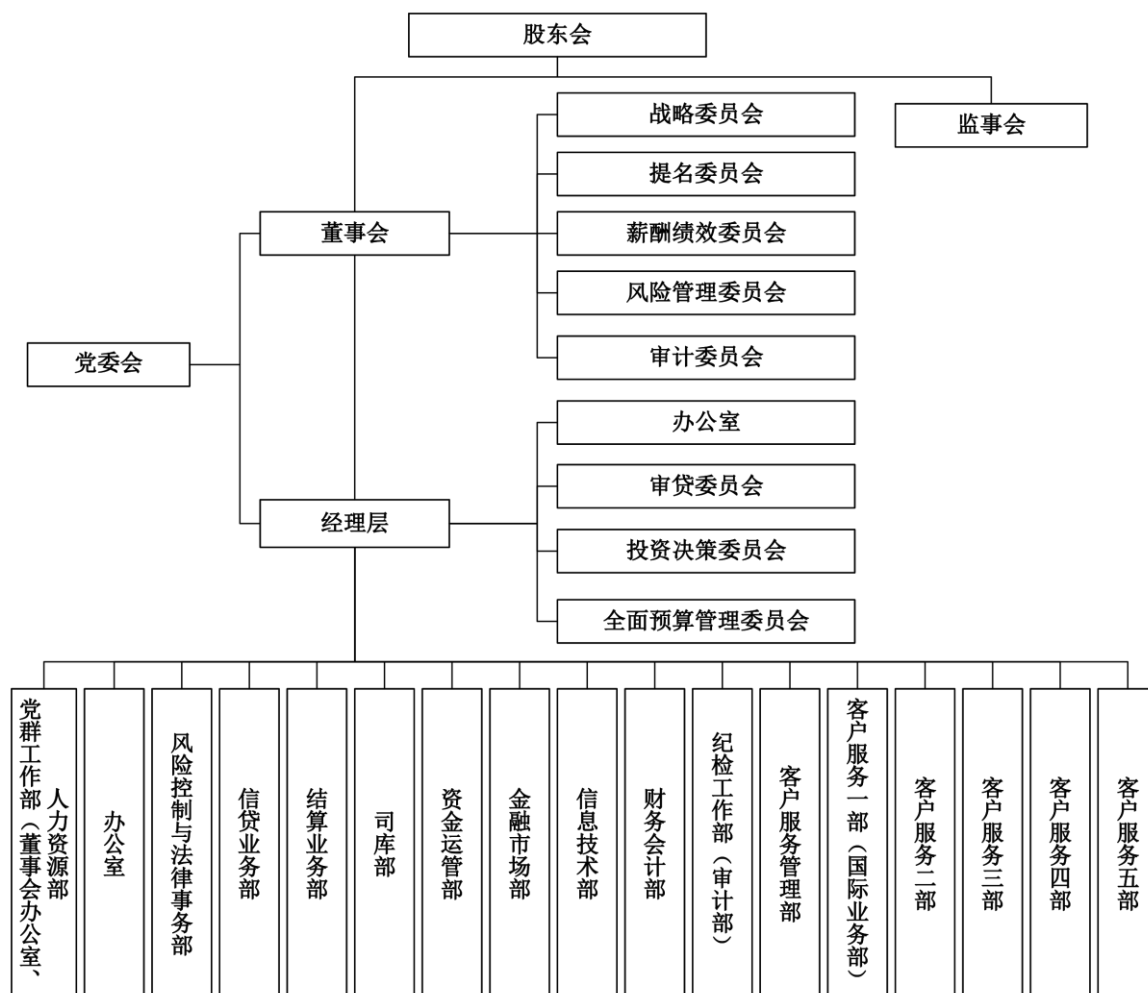 股东会
战略委员会
监事会
提名委员会
董事会
薪酬绩效委员会
风险管理委员会
党委会
审计委员会
办公室
审贷委员会
经理层
投资决策委员会
全面预算管理委员会
党群工作部（董事会办公室、
人力资源部
办公室
风险控制与法律事务部
信贷业务部
结算业务部
司库部
资金运管部
金融市场部
信息技术部
财务会计部
纪检工作部（审计部）
客户服务管理部
客户服务一部（国际业务部）
客户服务二部
客户服务三部
客户服务四部
客户服务五部